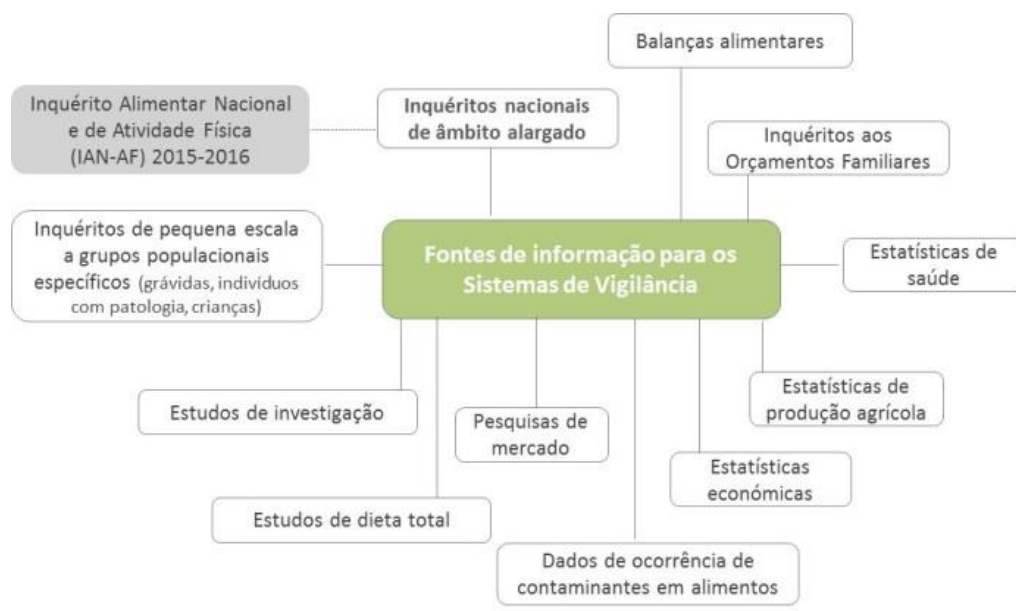 Balanças alimentares
Inquérito Alimentar Nacional
e de Atividade Física
(IAN-AF) 2015-2016
Inquéritos nacionais
de âmbito alargado
Inquéritos aos
Orçamentos Familiares
Inquéritos de pequena escala
a grupos populacionais
específicos (grávidas, individuos
com patologia, crianças)
Fontes de informação para os
Sistemas de Vigilância
Estatísticas de
saúde
Estudos de investigação
Pesquisas de
mercado
Estatísticas de
produção agrícola
Estatísticas
económicas
Estudos de dieta total
Dados de ocorrência de
contaminantes em alimentos